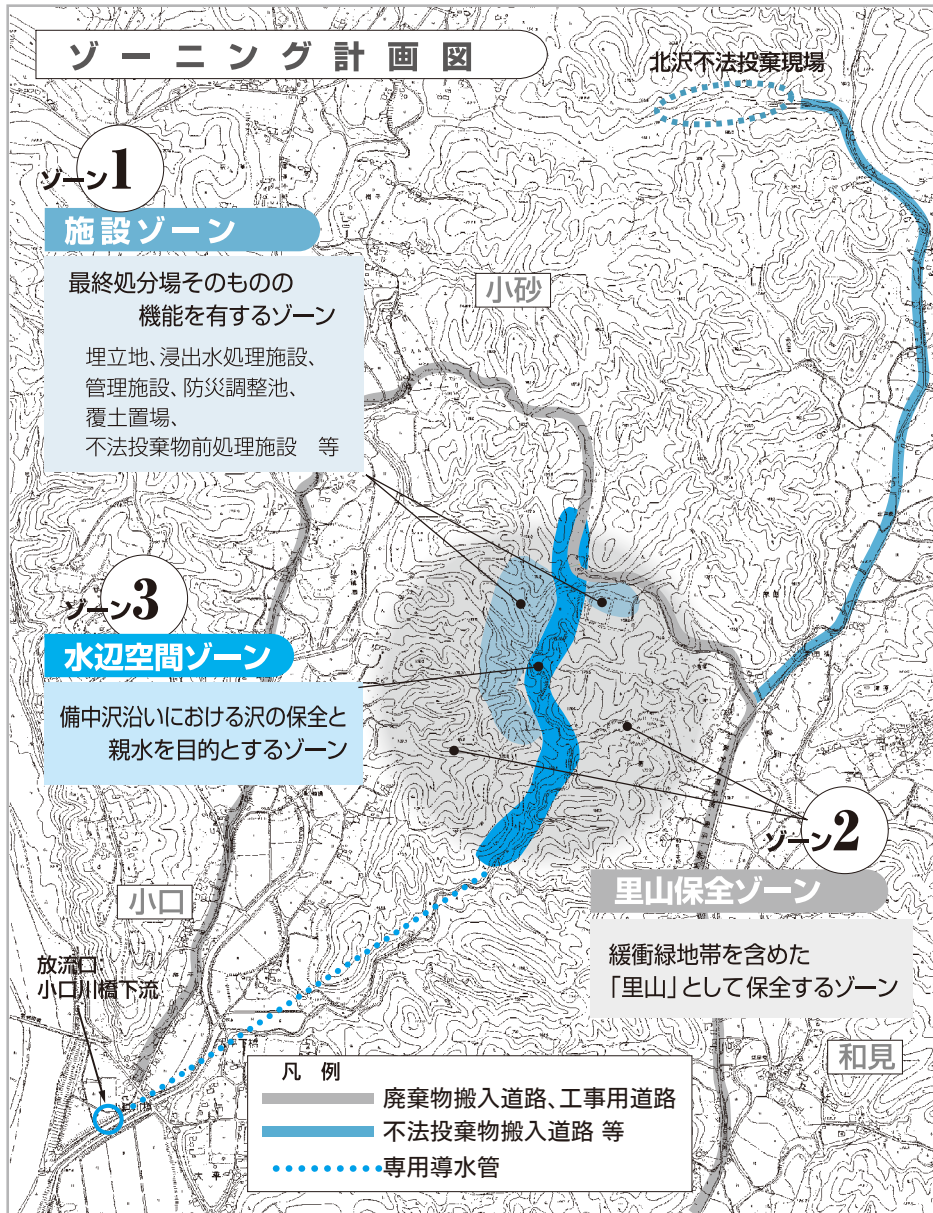 ゾーニング計画図
北沢不法投棄現場
ゾーン1
施設ゾーン
最終処分場そのものの
機能を有するゾーン
埋立地、浸出水処理施設、
管理施設、防災調整池、
覆土置場、
不法投棄物前処理施設 等
小砂
ゾーン3
水辺空間ゾーン
備中沢沿いにおける沢の保全と
親水を目的とするゾーン
ゾーン2
里山保全ゾーン
緩衝緑地帯を含めた
「里山」として保全するゾーン
小口
放流口:
小口川橋下流
和見
凡 例
廃棄物搬入道路、工事用道路
不法投棄物搬入道路 等
専用導水管
大平